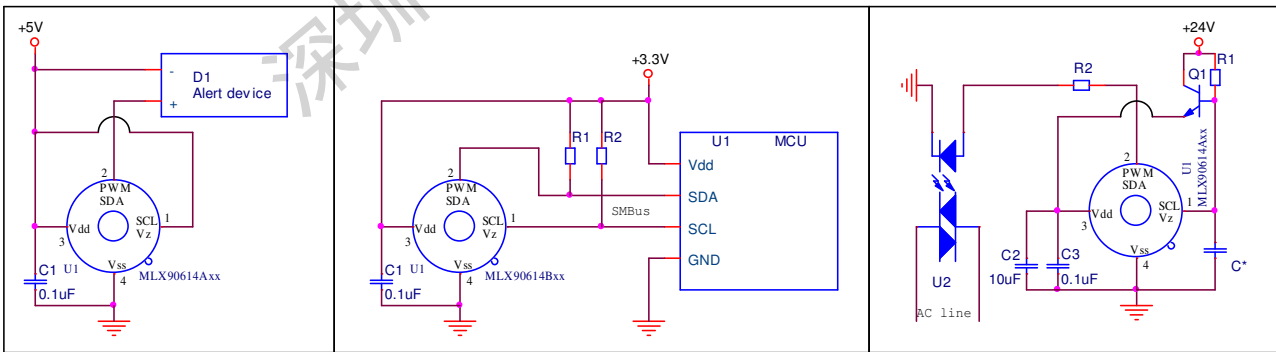 深圳
+5V
D1
Alert device
-
+
2
PWM
SDA
SCL
Vz
1
Vdd
3
Vss
4
C1
0.1uF
U1
MLX90614Axx
+3.3V
R1
R2
U1
MCU
Vdd
SDA
SCL
GND
SMBus
2
PWM
SDA
SCL
Vz
1
Vdd
3
Vss
4
C1
0.1uF
U1
MLX90614Bxx
+24V
R1
Q1
R2
U1
MLX90614Axx
2
PWM
SDA
SCL
Vz
1
Vdd
3
Vss
4
C2
10uF
C3
0.1uF
C*
U2
AC line